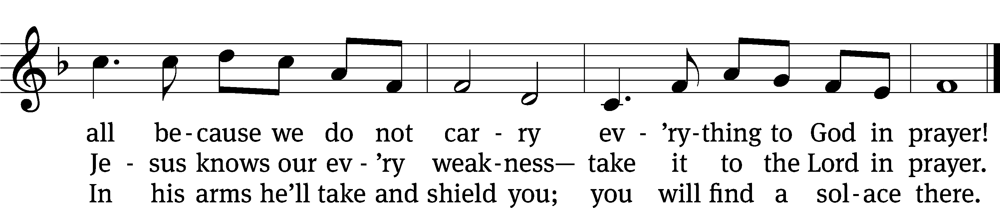 all be-cause we do not car - ry ev - ’ry-thing to God in prayer!
Je - sus knows our ev - ’ry weak-ness— take it to the Lord in prayer.
In his arms he’ll take and shield you; you will find a sol-ace there.